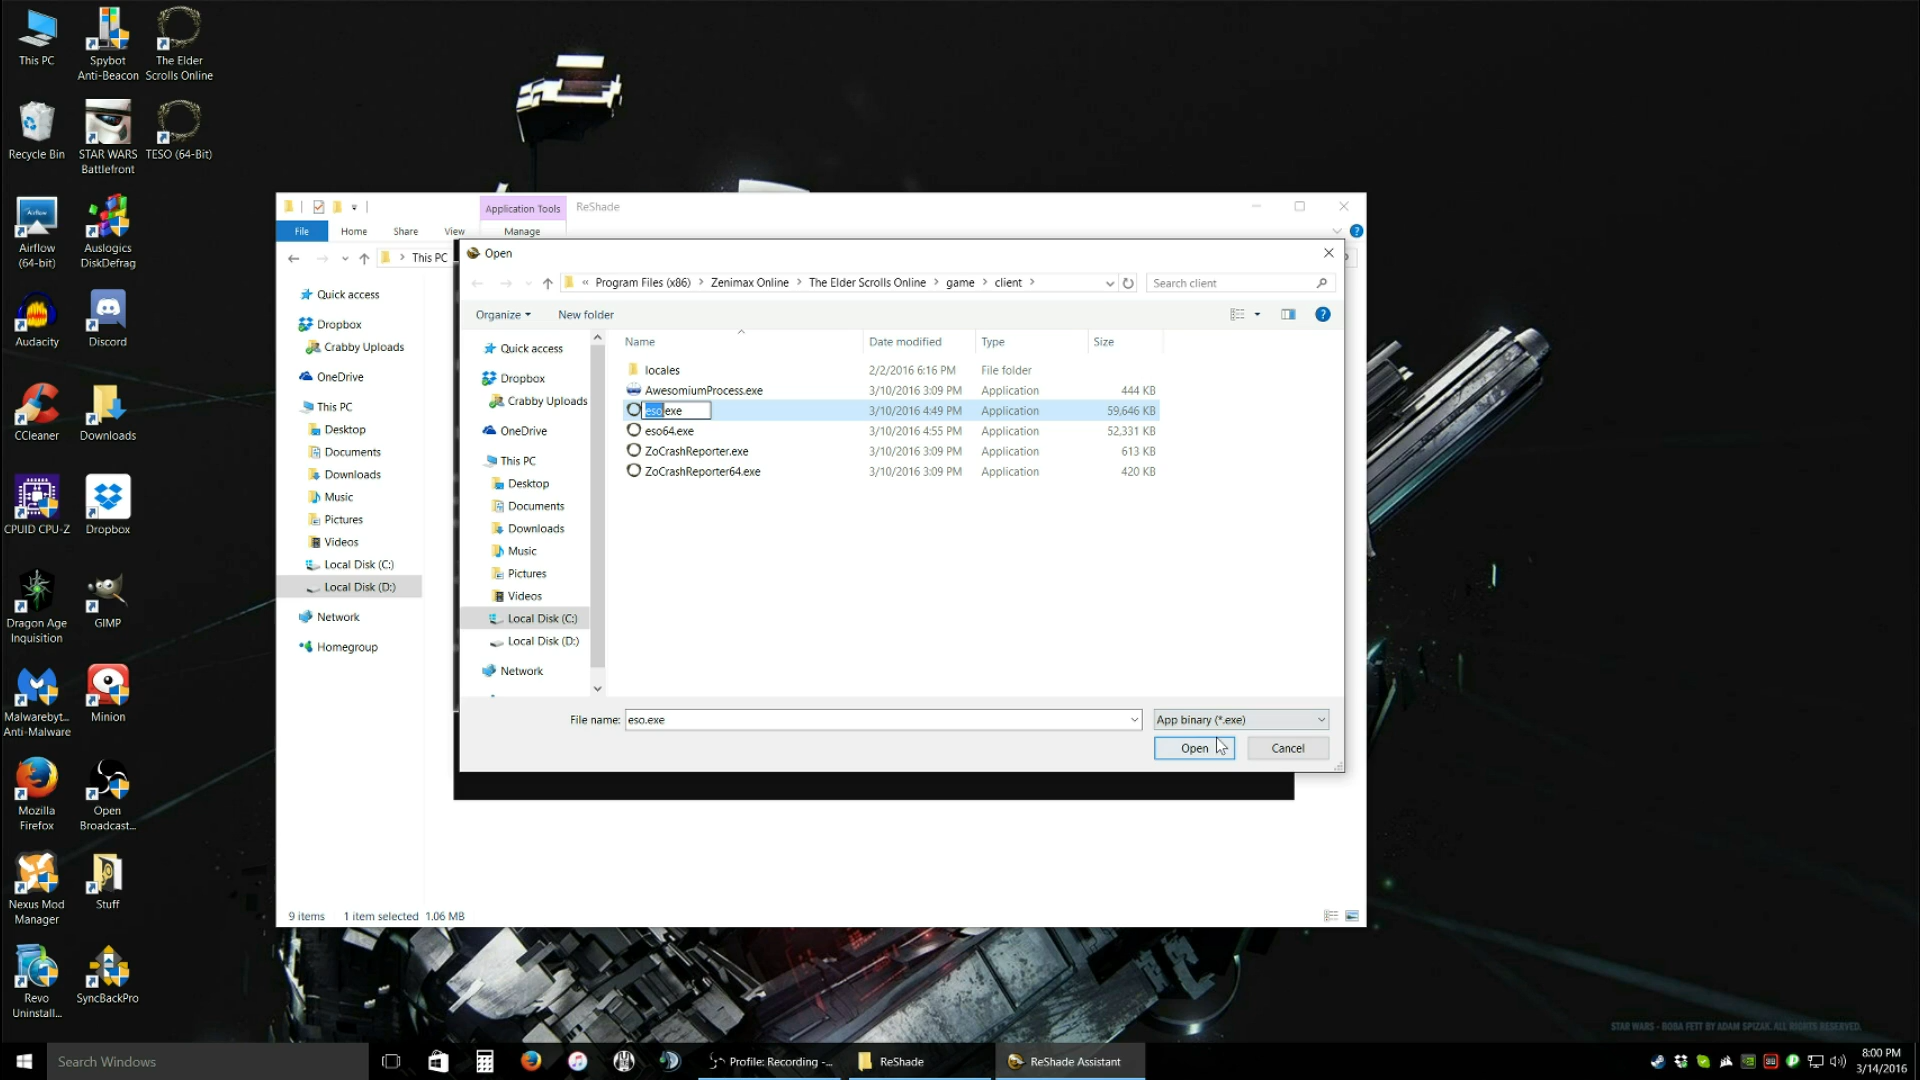 This PC
Spybot
Anti-Beacon
The Elder
Scrolls Online
Recycle Bin
STAR WARS
Battlefront
TESO (64-Bit)
Airflow
Airflow
(64-bit)
Auslogics
DiskDefrag
Audacity
Discord
CCleaner
Downloads
CPUID CPU-Z
Dropbox
Dragon Age
Inquisition
GIMP
Malwarebyt...
Anti-Malware
Minion
Mozilla
Firefox
Open
Broadcast...
Nexus Mod
Manager
Stuff
Revo
Uninstall...
SyncBackPro
Application Tools
ReShade
File
Home
Share
View
Manage
This PC
Quick access
Dropbox
Crabby Uploads
OneDrive
This PC
Desktop
Documents
Downloads
Music
Pictures
Videos
Local Disk (C:)
Local Disk (D:)
Network
Homegroup
9 items 1 item selected 1.06 MB
Open
« Program Files (x86) > Zenimax Online > The Elder Scrolls Online > game > client >
Search client
Organize
New folder
Quick access
Dropbox
Crabby Uploads
OneDrive
This PC
Desktop
Documents
Downloads
Music
Pictures
Videos
Local Disk (C:)
Local Disk (D:)
Network
Name Date modified Type Size
locales 2/2/2016 6:16 PM File folder
AwesomiumProcess.exe 3/10/2016 3:09 PM Application 444 KB
eso.exe 3/10/2016 4:49 PM Application 59,646 KB
eso64.exe 3/10/2016 4:55 PM Application 52,331 KB
ZoCrashReporter.exe 3/10/2016 3:09 PM Application 613 KB
ZoCrashReporter64.exe 3/10/2016 3:09 PM Application 420 KB
File name: eso.exe
App binary (*.exe)
Open
Cancel
STAR WARS - BOBA FETT BY ADAM SPIZAK. ALL RIGHTS RESERVED.
Search Windows
Profile: Recording -...
ReShade
ReShade Assistant
8:00 PM
3/14/2016